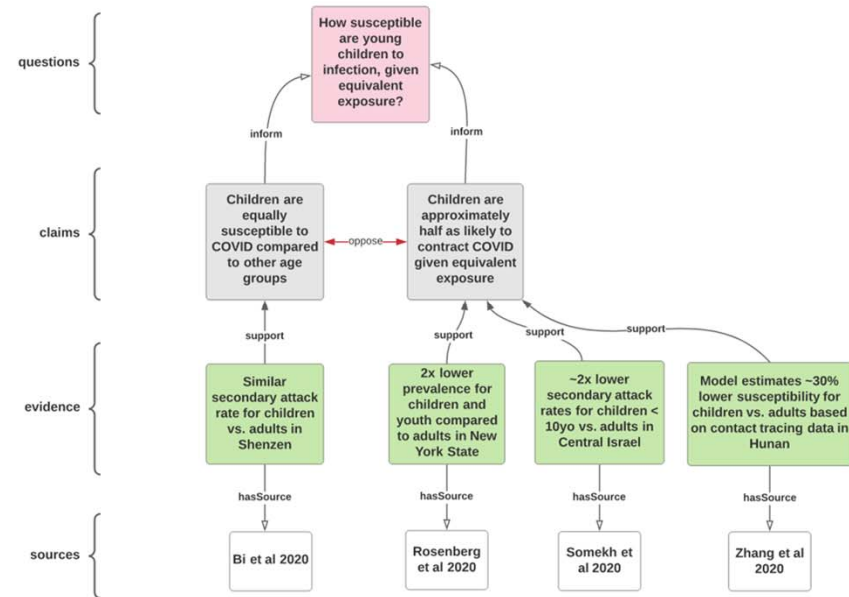 questions
How susceptible
are young
children to
infection, given
equivalent
exposure?
inform
inform
claims
Children are
equally
susceptible to
COVID compared
to other age
groups
oppose
Children are
approximately
half as likely to
contract COVID
given equivalent
exposure
support
support
support
support
evidence
Similar
secondary attack
rate for children
vs. adults in
Shenzen
2x lower
prevalence for
children and
youth compared
to adults in New
York State
~2x lower
secondary attack
rates for children <
10yo vs. adults in
Central Israel
Model estimates ~30%
lower susceptibility for
children vs. adults based
on contact tracing data in
Hunan
hasSource
hasSource
hasSource
hasSource
sources
Bi et al 2020
Rosenberg
et al 2020
Somekh et
al 2020
Zhang et al
2020